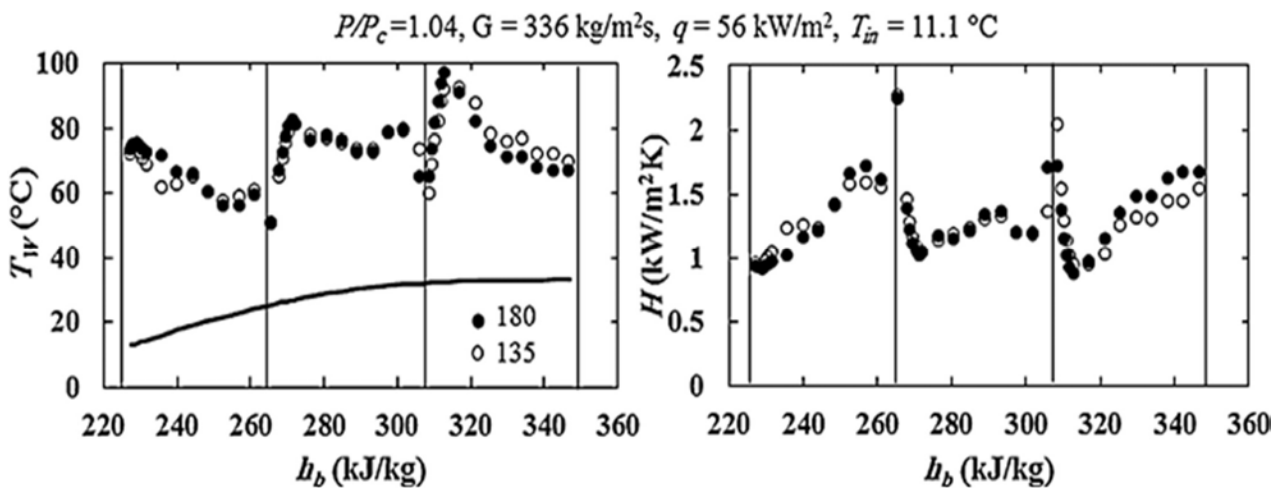 P/Pc=1.04, G = 336 kg/m²s, q = 56 kW/m², Tin = 11.1 °C
100
80
60
40
20
0
TW (°C)
180
135
220 240 260 280 300 320 340 360
hb (kJ/kg)
2.5
2
1.5
1
0.5
0
H (kW/m² K)
220 240 260 280 300 320 340 360
hb (kJ/kg)